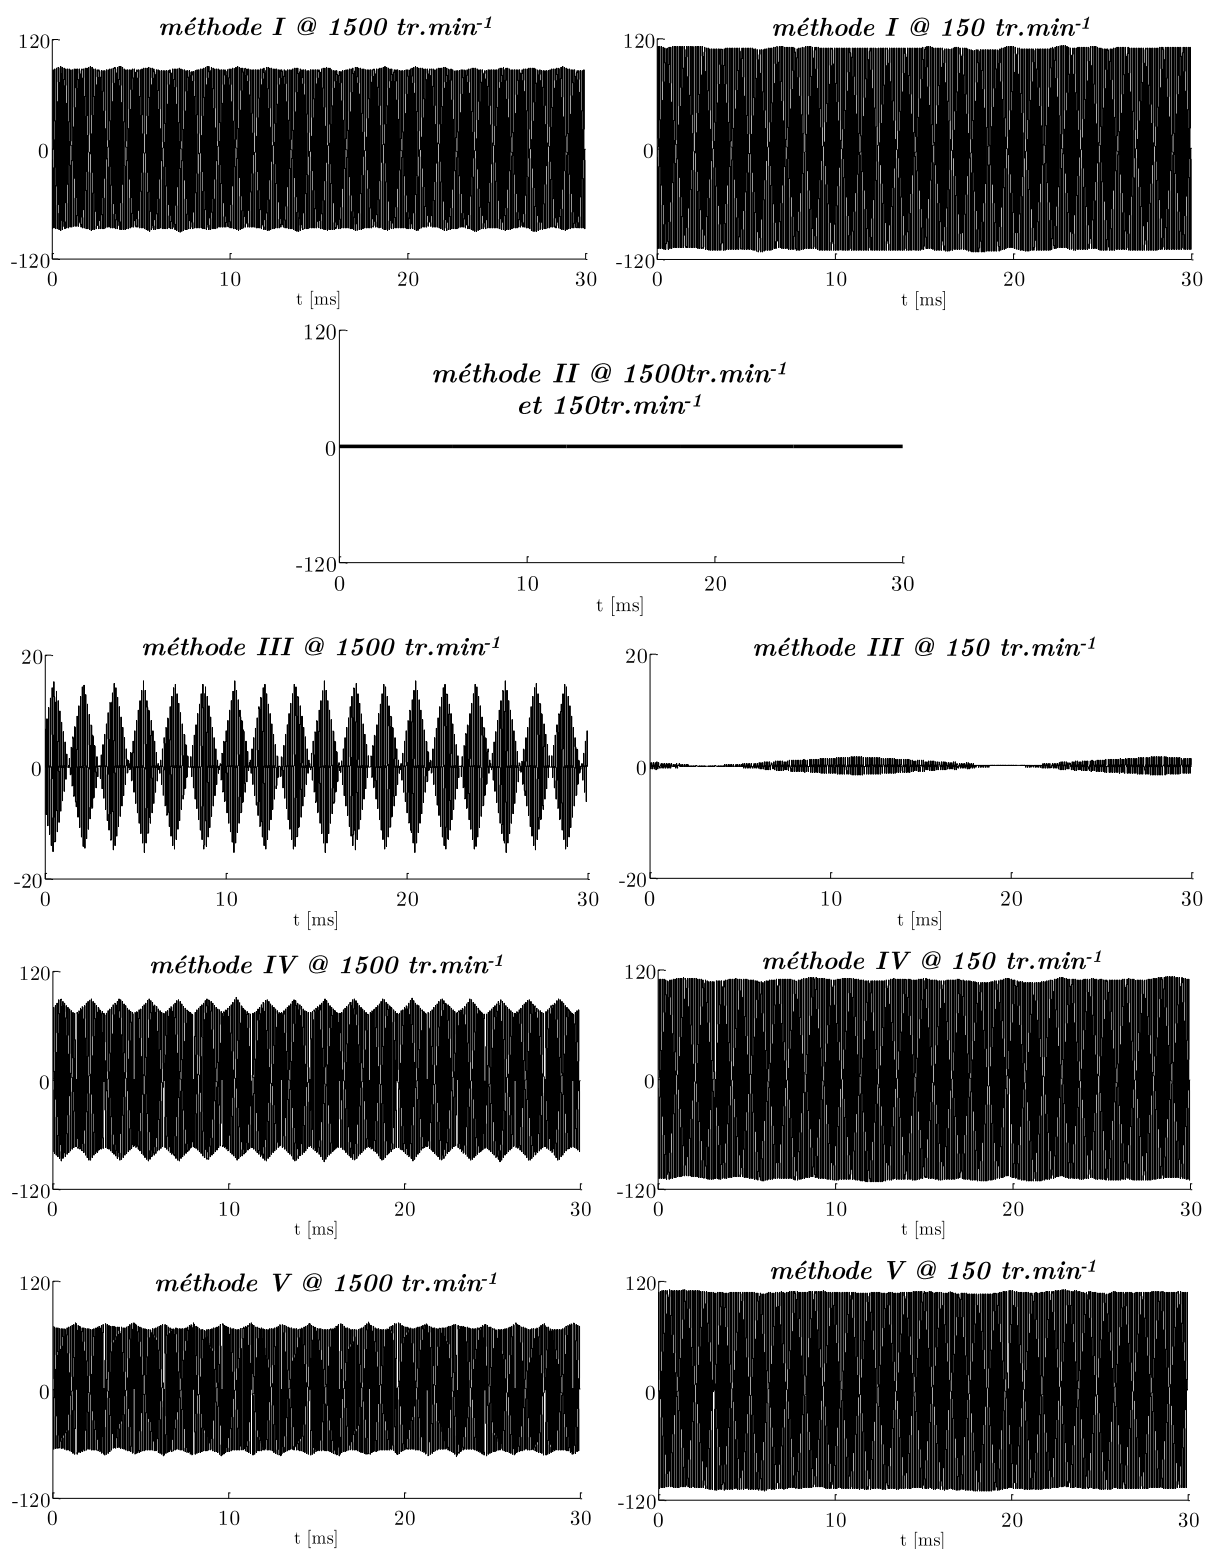 méthode I @ 1500 tr.min-1
120
0
-120
0 10 20 30
t [ms]
méthode I @ 150 tr.min-1
120
0
-120
0 10 20 30
t [ms]
méthode II @ 1500tr.min-1
et 150tr.min-1
120
0
-120
0 10 20 30
t [ms]
méthode III @ 1500 tr.min-1
20
0
-20
0 10 20 30
t [ms]
méthode III @ 150 tr.min-1
20
0
-20
0 10 20 30
t [ms]
méthode IV @ 1500 tr.min-1
120
0
-120
0 10 20 30
t [ms]
méthode IV @ 150 tr.min-1
120
0
-120
0 10 20 30
t [ms]
méthode V @ 1500 tr.min-1
120
0
-120
0 10 20 30
t [ms]
méthode V @ 150 tr.min-1
120
0
-120
0 10 20 30
t [ms]